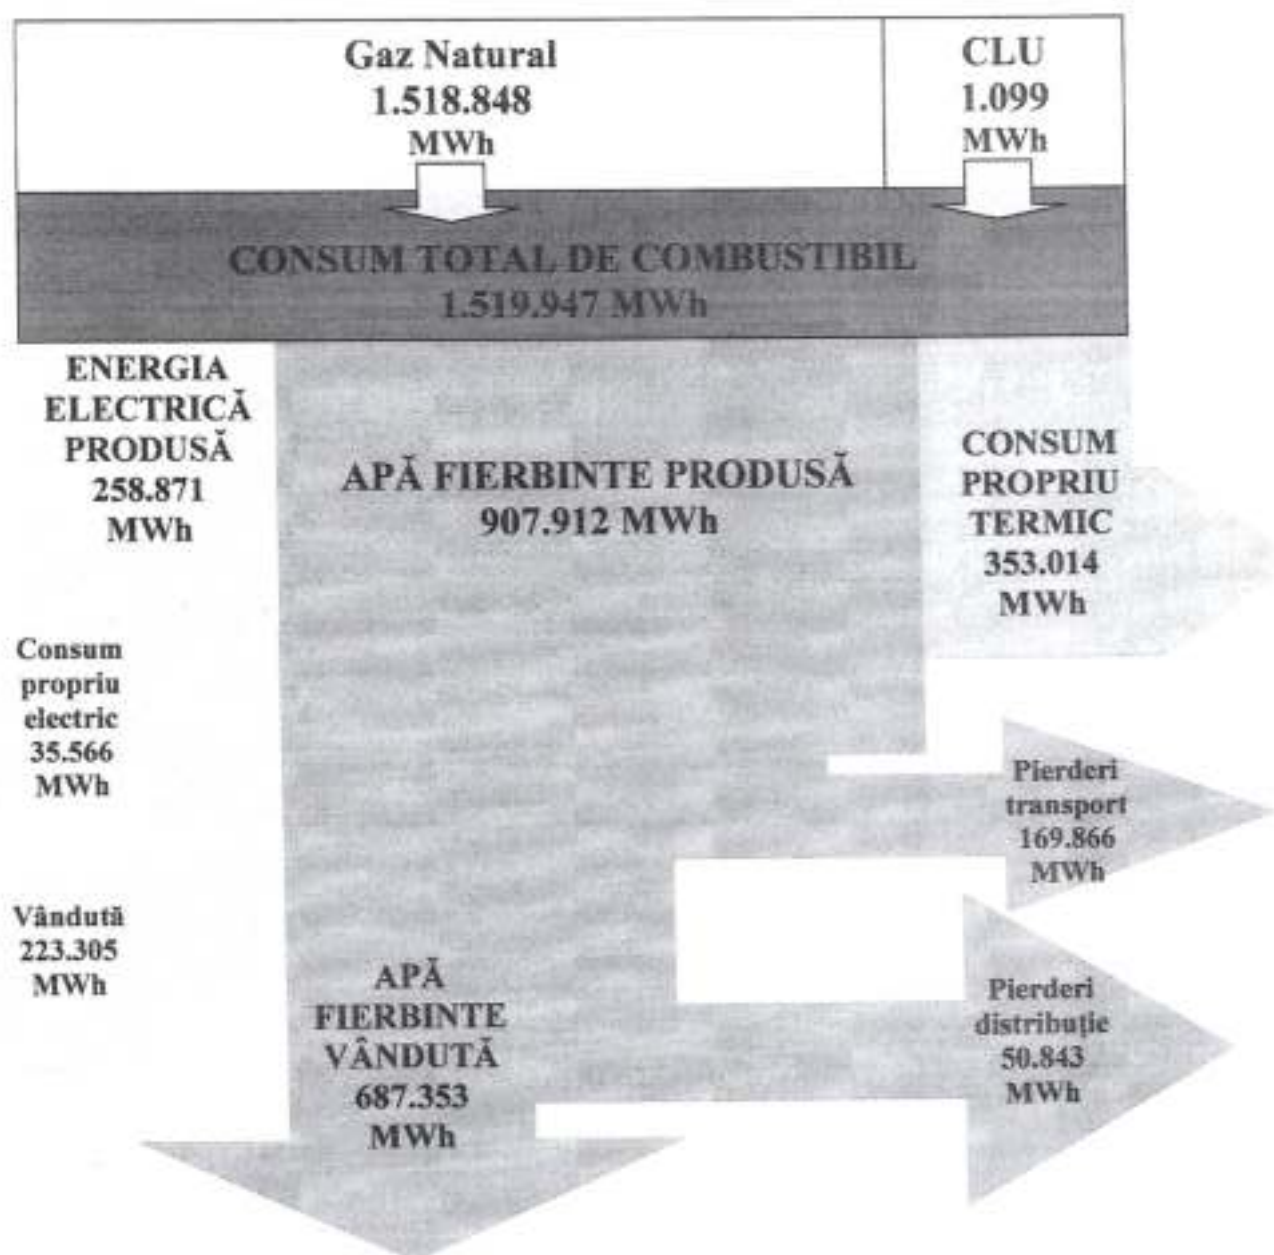 Gaz Natural
1.518.848
MWh
CLU
1.099
MWh
CONSUM TOTAL DE COMBUSTIBIL
1.519.947 MWh
ENERGIA
ELECTRICĂ
PRODUSĂ
258.871
MWh
APĂ FIERBINTE PRODUSĂ
907.912 MWh
CONSUM
PROPRIU
TERMIC
353.014
MWh
Consum
propriu
electric
35.566
MWh
Pierderi
transport
169.866
MWh
Vândută
223.305
MWh
APĂ
FIERBINTE
VÂNDUTĂ
687.353
MWh
Pierderi
distribuție
50.843
MWh